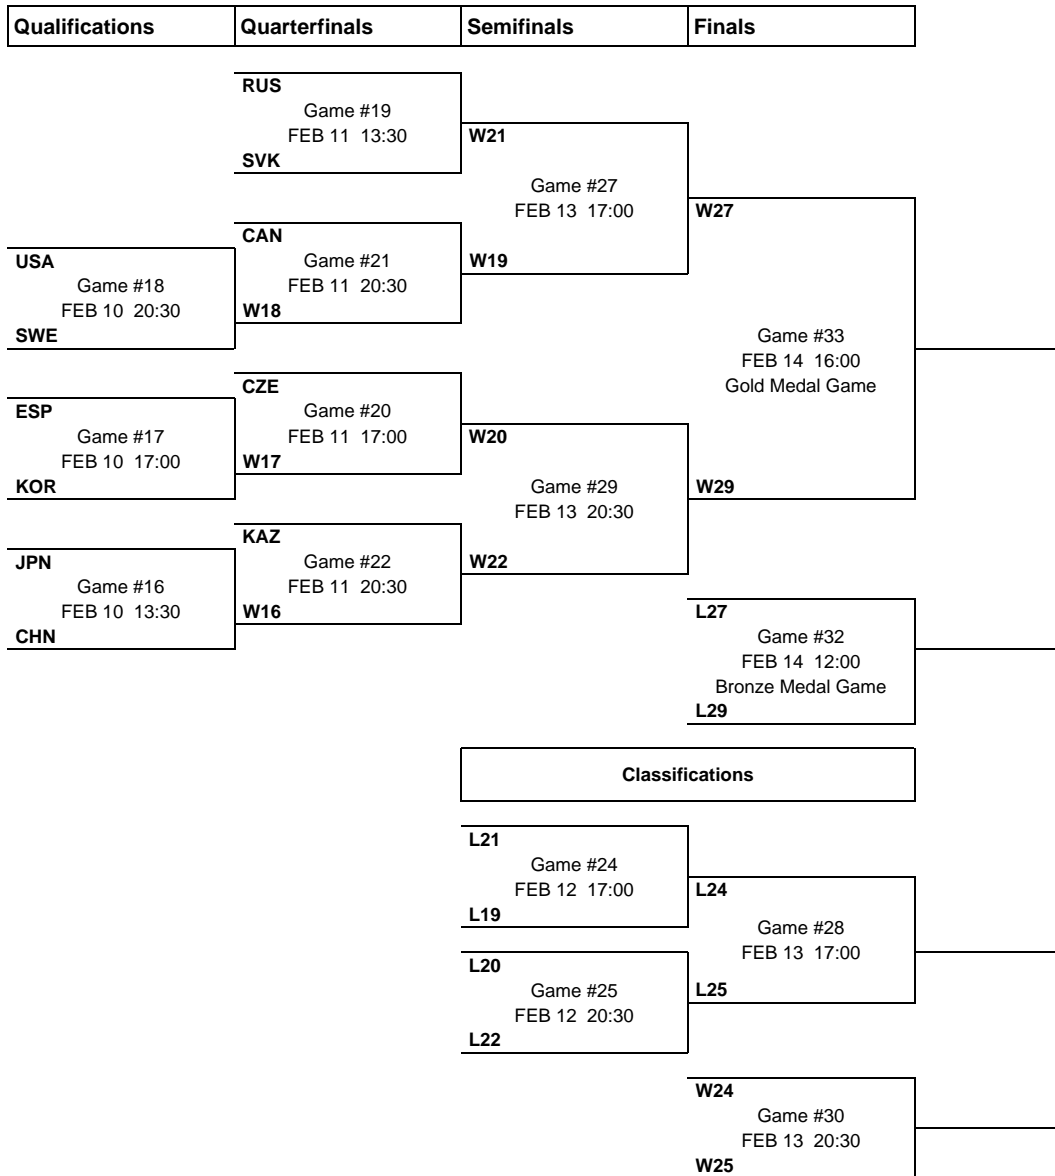 Qualifications Quarterfinals Semifinals Finals
RUS
Game #19
FEB 11 13:30
SVK
CAN
Game #21
FEB 11 20:30
W18
USA
Game #18
FEB 10 20:30
SWE
CZE
Game #20
FEB 11 17:00
W17
ESP
Game #17
FEB 10 17:00
KOR
KAZ
Game #22
FEB 11 20:30
W16
JPN
Game #16
FEB 10 13:30
CHN
W21
Game #27
FEB 13 17:00
W19
W20
Game #29
FEB 13 20:30
W22
W27
Game #33
FEB 14 16:00
Gold Medal Game
W29
L27
Game #32
FEB 14 12:00
Bronze Medal Game
L29
Classifications
L21
Game #24
FEB 12 17:00
L19
L20
Game #25
FEB 12 20:30
L22
L24
Game #28
FEB 13 17:00
L25
W24
Game #30
FEB 13 20:30
W25